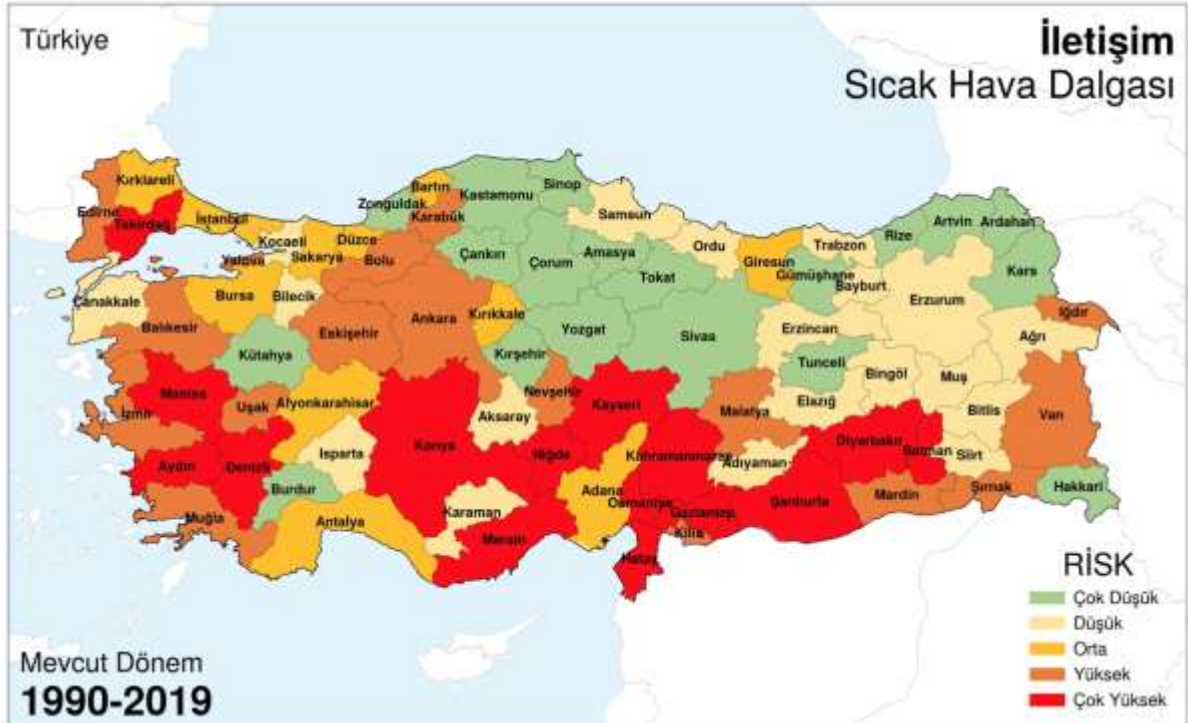 Türkiye
İletişim
Sıcak Hava Dalgası
Kırklareli
Edirne
Tekirdağ
İstanbul
Kocaeli
Yalova
Sakarya
Düzce
Zonguldak
Bartın
Karabük
Kastamonu
Sinop
Samsun
Ordu
Giresun
Trabzon
Rize
Artvin
Ardahan
Kars
Gümüşhane
Bayburt
Erzurum
Iğdır
Ağrı
Çanakkale
Balıkesir
Bursa
Bilecik
Bolu
Çankırı
Çorum
Amasya
Tokat
Ankara
Kırıkkale
Eskişehir
Kütahya
Yozgat
Sivas
Kırşehir
Erzincan
Tunceli
Bingöl
Muş
Bitlis
Van
Manisa
İzmir
Uşak
Afyonkarahisar
Nevşehir
Aksaray
Kayseri
Malatya
Elazığ
Diyarbakır
Batman
Siirt
Aydın
Denizli
Isparta
Burdur
Konya
Niğde
Kahramanmaraş
Adıyaman
Adana
Osmaniye
Gaziantep
Şanlıurfa
Mardin
Şırnak
Hakkari
Muğla
Antalya
Karaman
Mersin
Kilis
Hatay
RİSK
Çok Düşük
Düşük
Orta
Yüksek
Çok Yüksek
Mevcut Dönem
1990-2019